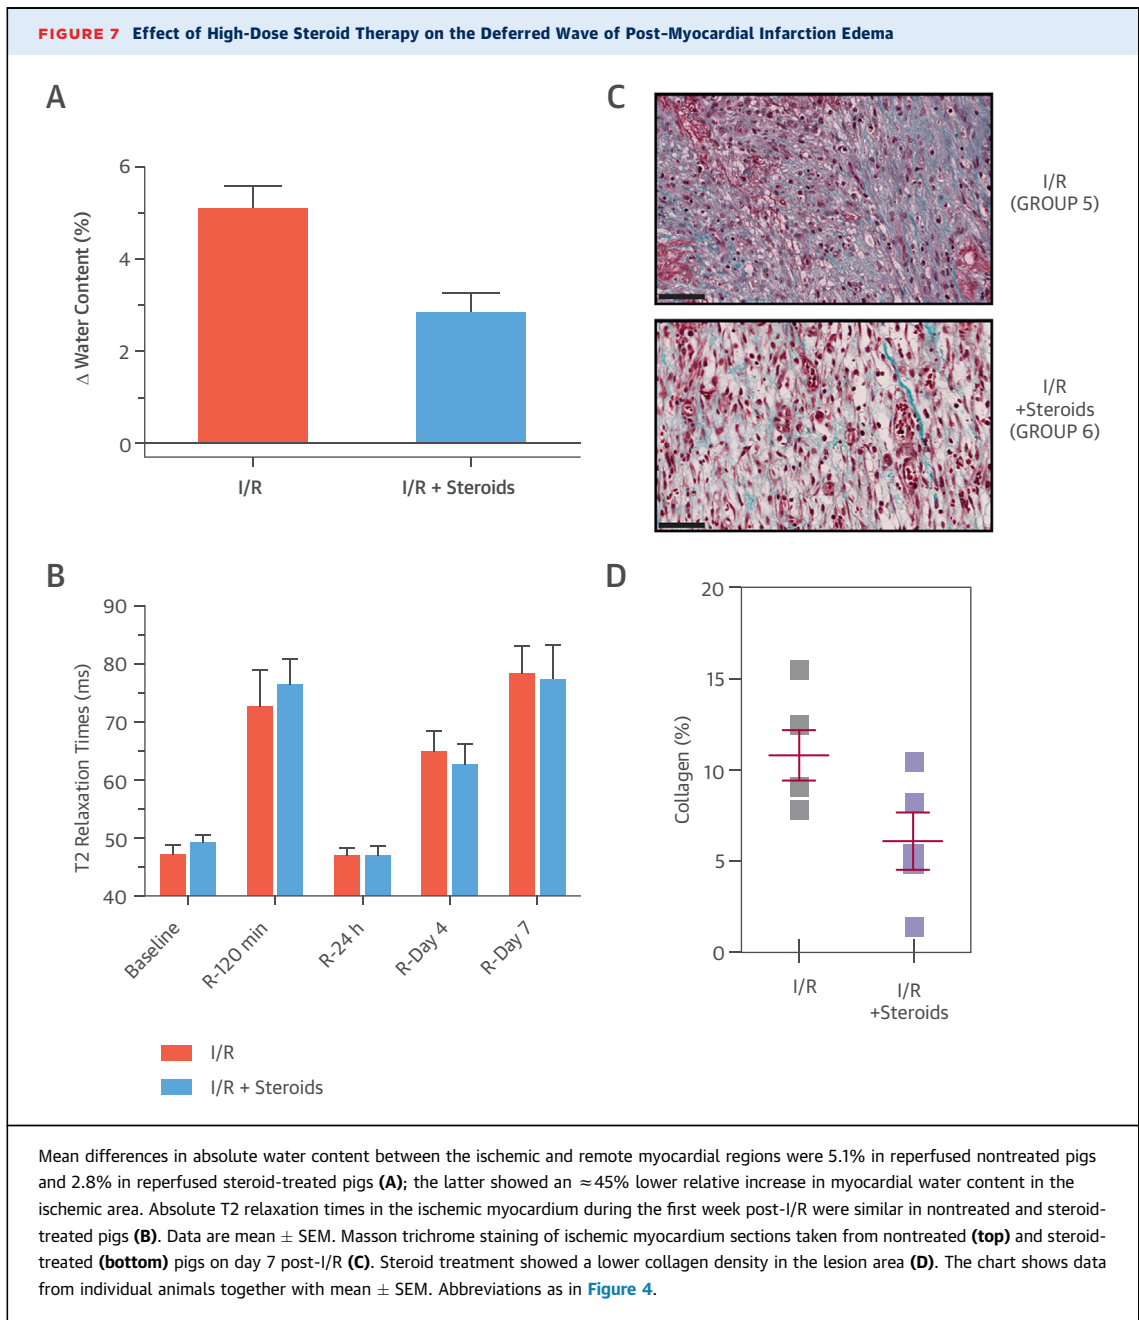 FIGURE 7 Effect of High-Dose Steroid Therapy on the Deferred Wave of Post-Myocardial Infarction Edema
A
6
4
2
0
Δ Water Content (%)
I/R
I/R + Steroids
C
I/R
(GROUP 5)
I/R
+Steroids
(GROUP 6)
B
90
80
70
60
50
40
T2 Relaxation Times (ms)
Baseline
R-120 min
R-24 h
R-Day 4
R-Day 7
I/R
I/R + Steroids
D
20
15
10
5
0
Collagen (%)
I/R
I/R
+Steroids
Mean differences in absolute water content between the ischemic and remote myocardial regions were 5.1% in reperfused nontreated pigs
and 2.8% in reperfused steroid-treated pigs (A); the latter showed an ≈45% lower relative increase in myocardial water content in the
ischemic area. Absolute T2 relaxation times in the ischemic myocardium during the first week post-I/R were similar in nontreated and steroid-
treated pigs (B). Data are mean ± SEM. Masson trichrome staining of ischemic myocardium sections taken from nontreated (top) and steroid-
treated (bottom) pigs on day 7 post-I/R (C). Steroid treatment showed a lower collagen density in the lesion area (D). The chart shows data
from individual animals together with mean ± SEM. Abbreviations as in Figure 4.